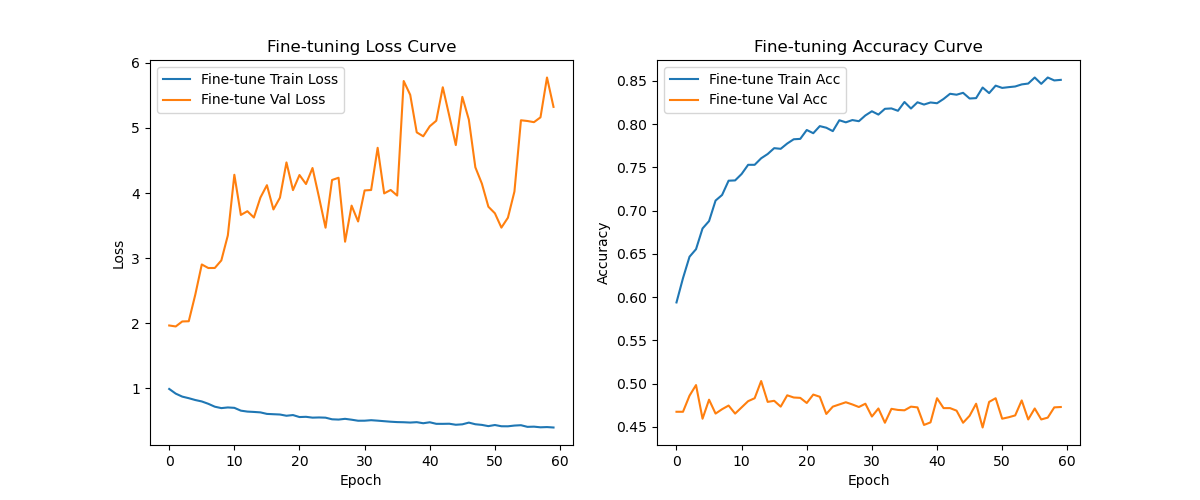 Fine-tuning Loss Curve
Fine-tune Train Loss
Fine-tune Val Loss
6
5
4
3
2
1
Loss
0 10 20 30 40 50 60
Epoch
Fine-tuning Accuracy Curve
Fine-tune Train Acc
Fine-tune Val Acc
0.85
0.80
0.75
0.70
0.65
0.60
0.55
0.50
0.45
Accuracy
0 10 20 30 40 50 60
Epoch